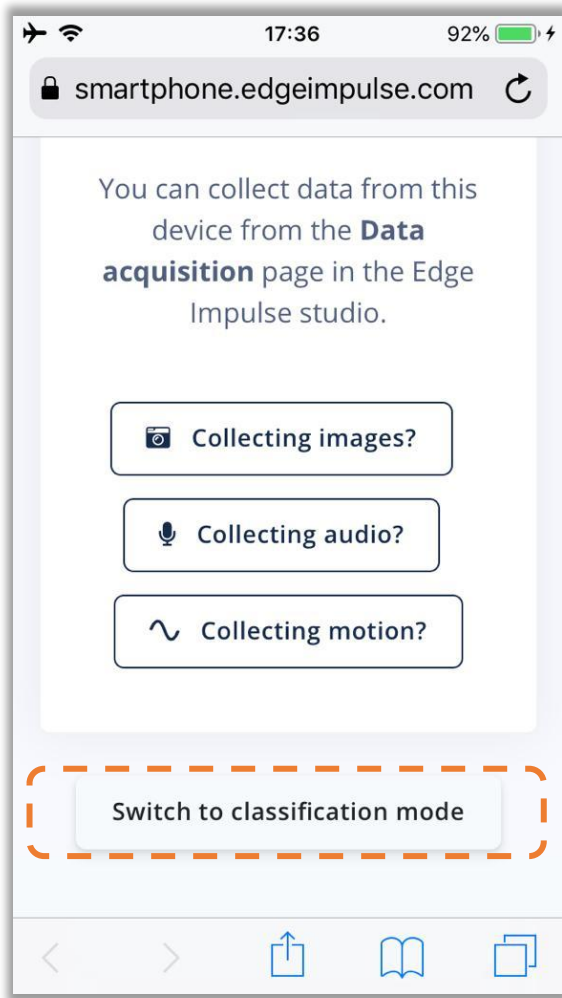 17:36
92%
smartphone.edgeimpulse.com
You can collect data from this
device from the Data
acquisition page in the Edge
Impulse studio.
Collecting images?
Collecting audio?
Collecting motion?
Switch to classification mode